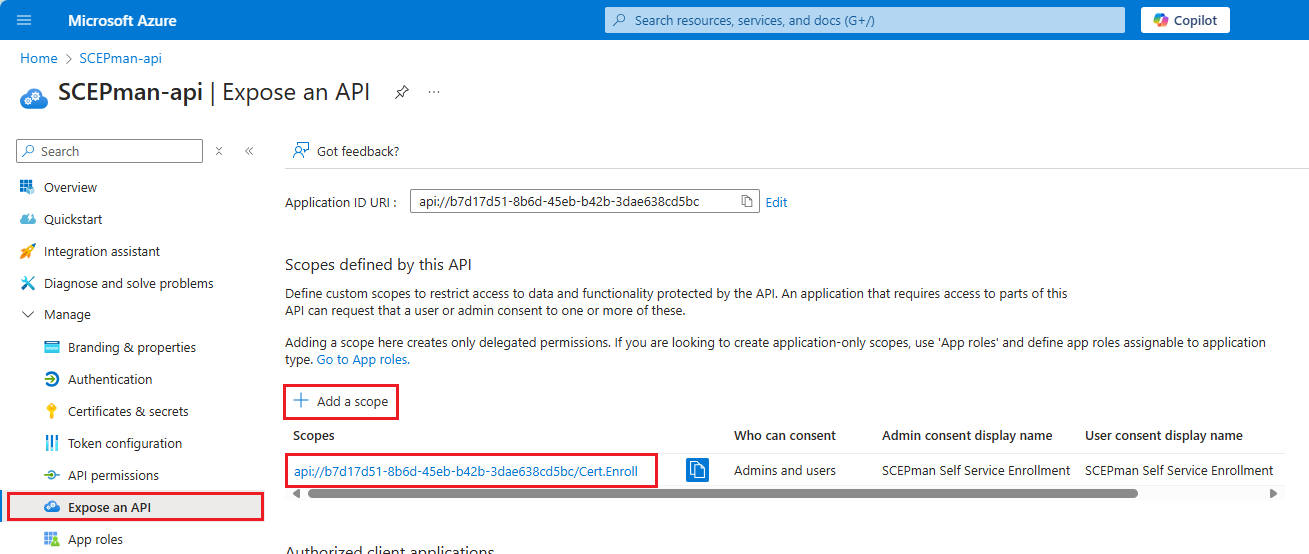 Microsoft Azure
Search resources, services, and docs (G+/)
Copilot
Home > SCEPman-api
SCEPman-api | Expose an API
Search
Got feedback?
Overview
Quickstart
Integration assistant
Diagnose and solve problems
Manage
Branding & properties
Authentication
Certificates & secrets
Token configuration
API permissions
Expose an API
App roles
Application ID URI : api://b7d17d51-8b6d-45eb-b42b-3dae638cd5bc Edit
Scopes defined by this API
Define custom scopes to restrict access to data and functionality protected by the API. An application that requires access to parts of this
API can request that a user or admin consent to one or more of these.
Adding a scope here creates only delegated permissions. If you are looking to create application-only scopes, use 'App roles' and define app roles assignable to application
type. Go to App roles.
Add a scope
Scopes Who can consent Admin consent display name User consent display name
api://b7d17d51-8b6d-45eb-b42b-3dae638cd5bc/Cert.Enroll Admins and users SCEPman Self Service Enrollment SCEPman Self Service Enrollment
Authorized client applications